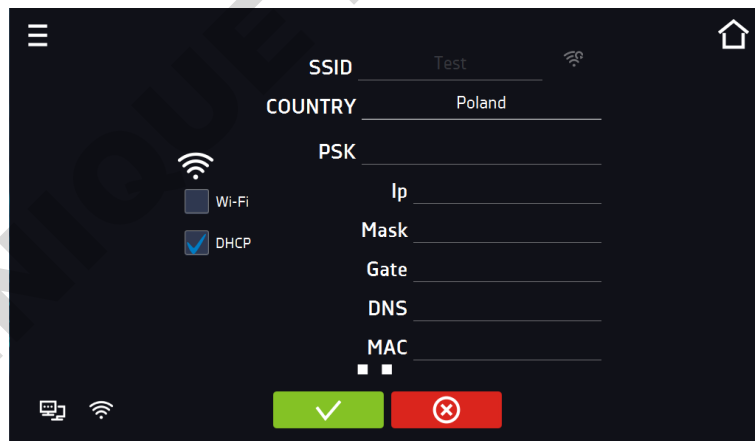 SSID Test
COUNTRY Poland
PSK
Wi-Fi
Ip
DHCP
Mask
Gate
DNS
MAC